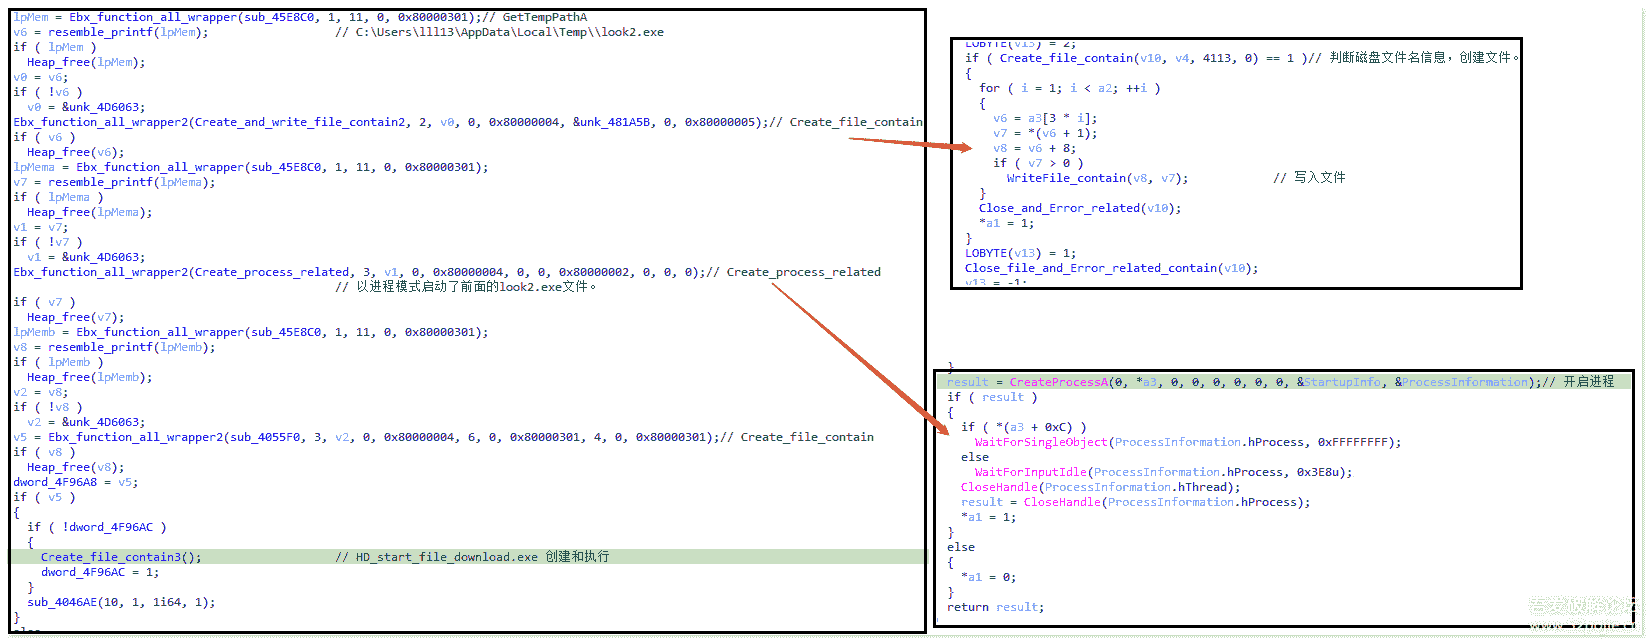 lpMem = Ebx_function_all_wrapper(sub_45E8C0, 1, 11, 0, 0x80000301);// GetTempPathA
v6 = resemble_printf(lpMem); // C:\Users\lll13\AppData\Local\Temp\\look2.exe
if ( lpMem )
Heap_free(lpMem);
v0 = v6;
if ( !v6 )
v0 = &unk_4D6063;
Ebx_function_all_wrapper2(Create_and_write_file_contain2, 2, v0, 0, 0x80000004, &unk_481A5B, 0, 0x80000005);// Create_file_contain
if ( v6 )
Heap_free(v6);
lpMema = Ebx_function_all_wrapper(sub_45E8C0, 1, 11, 0, 0x80000301);
v7 = resemble_printf(lpMema);
if ( lpMema )
Heap_free(lpMema);
v1 = v7;
if ( !v7 )
v1 = &unk_4D6063;
Ebx_function_all_wrapper2(Create_process_related, 3, v1, 0, 0x80000004, 0, 0, 0x80000002, 0, 0, 0);// Create_process_related
// 以进程模式启动了前面的look2.exe文件。
if ( v7 )
Heap_free(v7);
lpMemb = Ebx_function_all_wrapper(sub_45E8C0, 1, 11, 0, 0x80000301);
v8 = resemble_printf(lpMemb);
if ( lpMemb )
Heap_free(lpMemb);
v2 = v8;
if ( !v8 )
v2 = &unk_4D6063;
v5 = Ebx_function_all_wrapper2(sub_4055F0, 3, v2, 0, 0x80000004, 6, 0, 0x80000301, 4, 0, 0x80000301);// Create_file_contain
if ( v8 )
Heap_free(v8);
dword_4F96A8 = v5;
if ( v5 )
{
if ( !dword_4F96AC )
{
Create_file_contain3(); // HD_start_file_download.exe 创建和执行
dword_4F96AC = 1;
}
sub_4046AE(10, 1, 1i64, 1);
}
LOBYTE(v13) = 2;
if ( Create_file_contain(v10, v4, 4113, 0) == 1 )// 判断磁盘文件名信息，创建文件。
{
for ( i = 1; i < a2; ++i )
{
v6 = a3[3 * i];
v7 = *(v6 + 1);
v8 = v6 + 8;
if ( v7 > 0 )
WriteFile_contain(v8, v7); // 写入文件
}
Close_and_Error_related(v10);
*a1 = 1;
}
LOBYTE(v13) = 1;
Close_file_and_Error_related_contain(v10);
v13 = -1;
}
result = CreateProcessA(0, *a3, 0, 0, 0, 0, 0, 0, &StartupInfo, &ProcessInformation);// 开启进程
if ( result )
{
if ( *(a3 + 0xC) )
WaitForSingleObject(ProcessInformation.hProcess, 0xFFFFFFFF);
else
WaitForInputIdle(ProcessInformation.hProcess, 0x3E8u);
CloseHandle(ProcessInformation.hThread);
result = CloseHandle(ProcessInformation.hProcess);
*a1 = 1;
}
else
{
*a1 = 0;
}
return result;
吾爱破解论坛